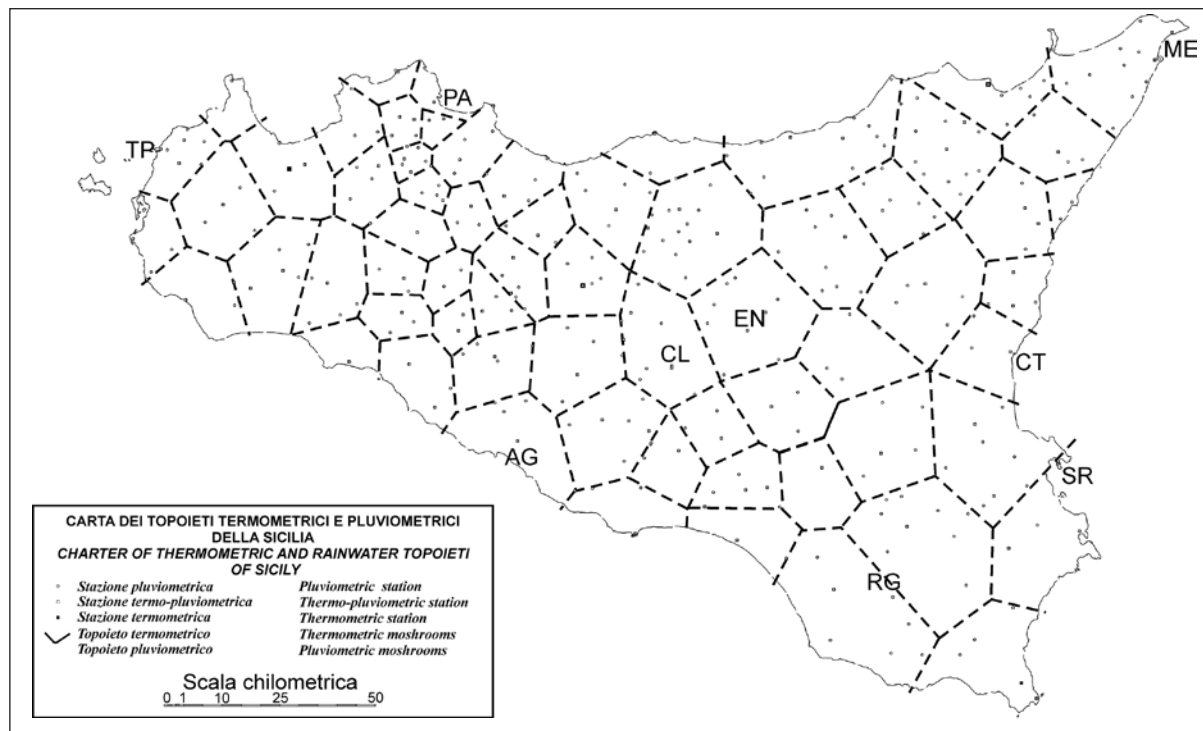 ME
PA
TP
EN
CL
CT
AG
SR
RG
CARTA DEI TOPOIETI TERMOMETRICI E PLUVIOMETRICI
DELLA SICILIA
CHARTER OF THERMOMETRIC AND RAINWATER TOPOIETI
OF SICILY
Stazione pluviometrica Pluviometric station
Stazione termo-pluviometrica Thermo-pluviometric station
Stazione termometrica Thermometric station
Topoieto termometrico Thermometric moshrooms
Topoieto pluviometrico Pluviometric moshrooms
Scala chilometrica
0 1 10 25 50